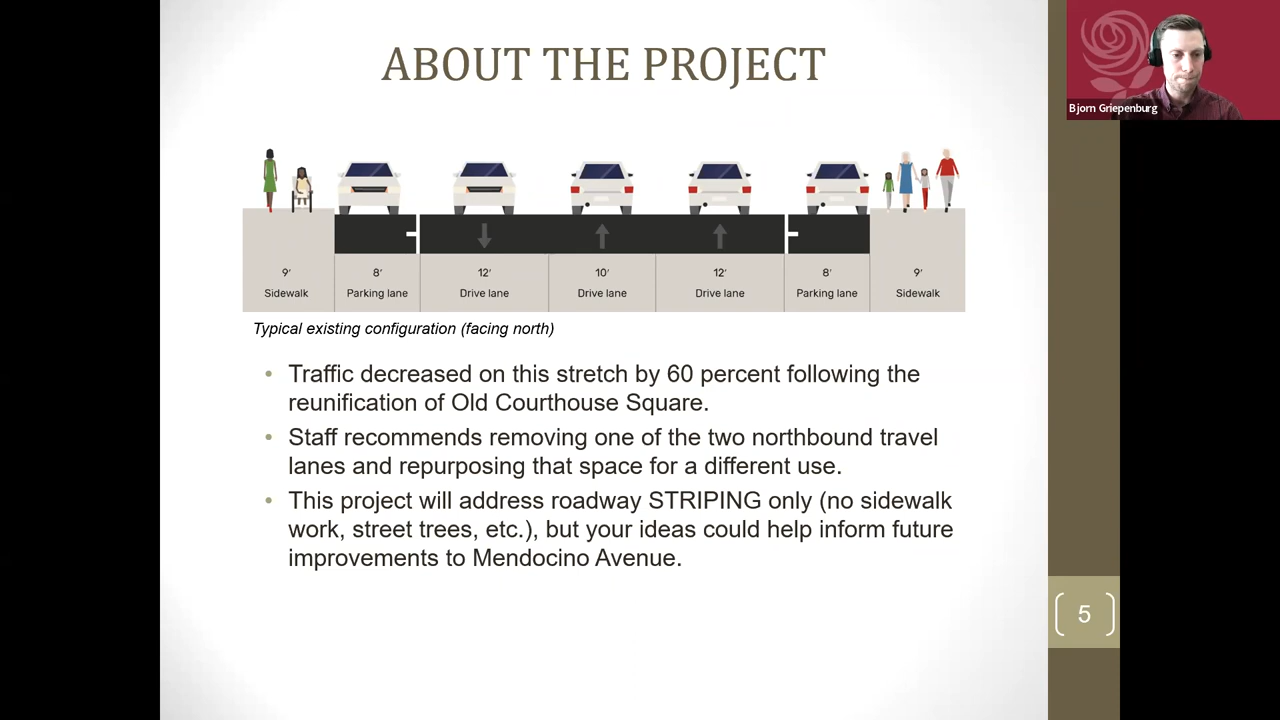 ABOUT THE PROJECT
Bjorn Griepenburg
9′ 8′ 12′ 10′ 12′ 8′ 9′
Sidewalk Parking lane Drive lane Drive lane Drive lane Parking lane Sidewalk
Typical existing configuration (facing north)
• Traffic decreased on this stretch by 60 percent following the
reunification of Old Courthouse Square.
• Staff recommends removing one of the two northbound travel
lanes and repurposing that space for a different use.
• This project will address roadway STRIPING only (no sidewalk
work, street trees, etc.), but your ideas could help inform future
improvements to Mendocino Avenue.
5